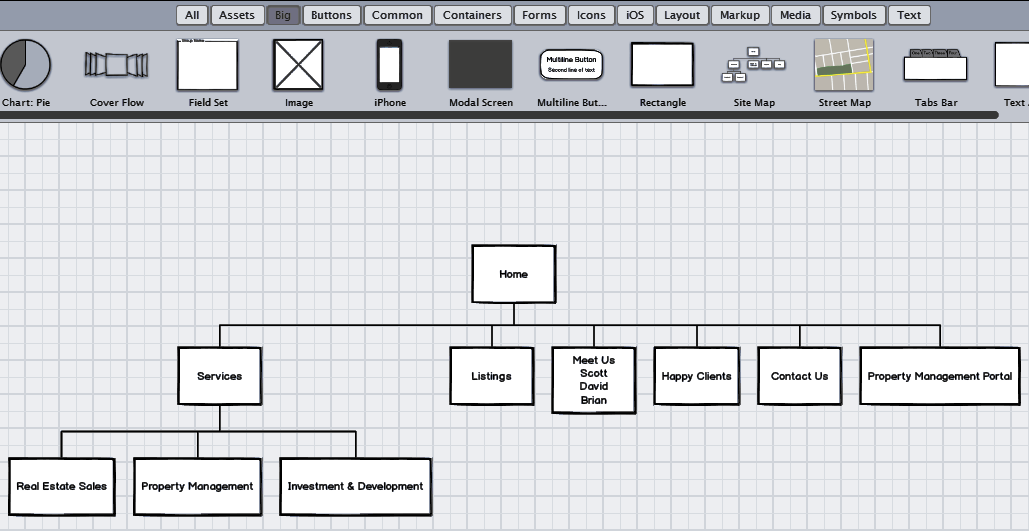 All Assets Big Buttons Common Containers Forms Icons iOS Layout Markup Media Symbols Text
Multiline Button
Second line of text
Chart: Pie Cover Flow Field Set Image iPhone Modal Screen Multiline But... Rectangle Site Map Street Map Tabs Bar Text
Home
Services
Listings
Meet Us
Scott
David
Brian
Happy Clients
Contact Us
Property Management Portal
Real Estate Sales
Property Management
Investment & Development